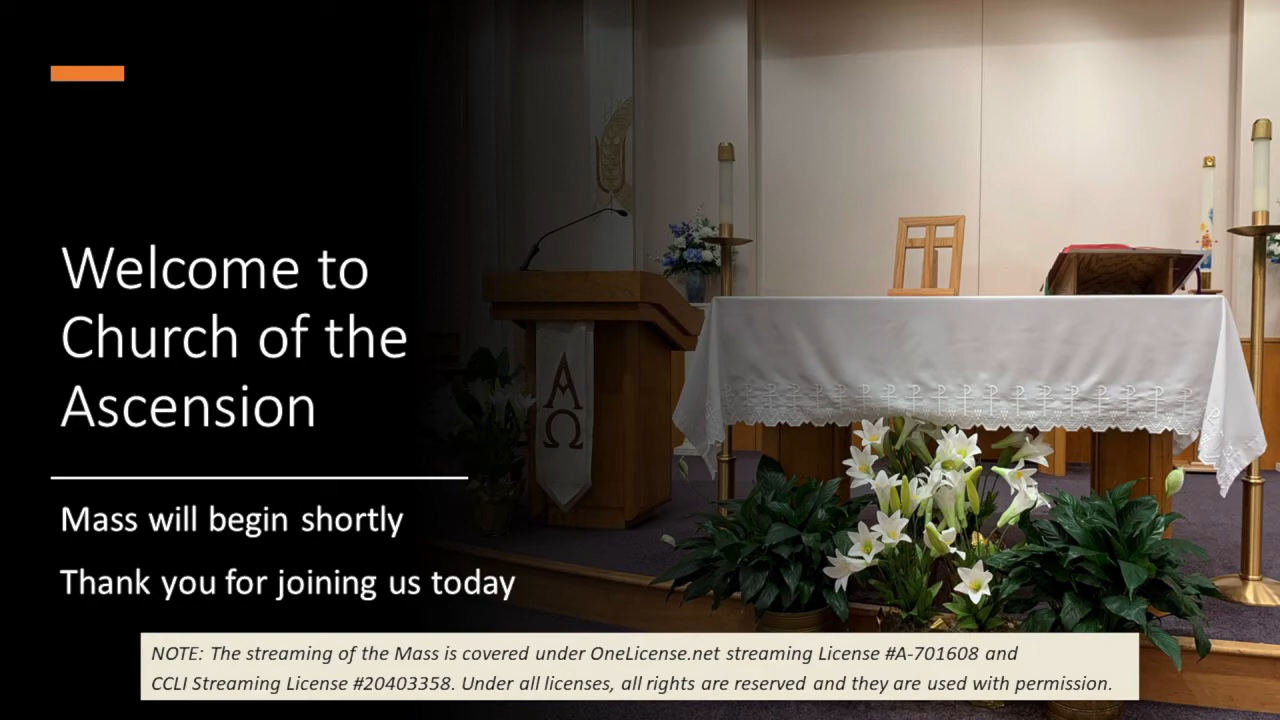 Welcome to
Church of the
Ascension
Mass will begin shortly
Thank you for joining us today
Α
Ω
NOTE: The streaming of the Mass is covered under OneLicense.net streaming License #A-701608 and
CCLI Streaming License #20403358. Under all licenses, all rights are reserved and they are used with permission.